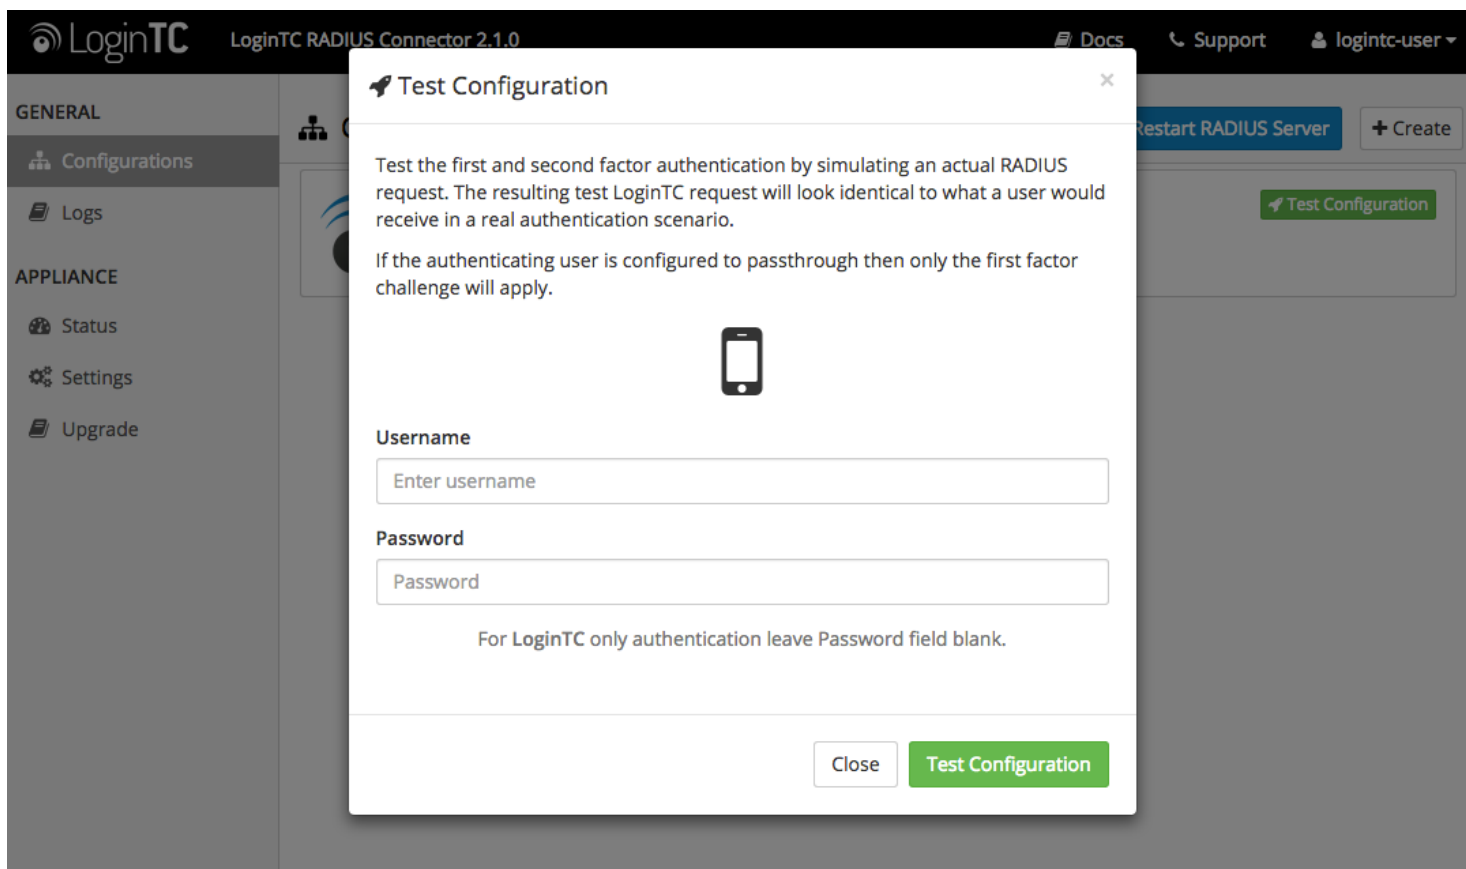 LoginTC
LoginTC RADIUS Connector 2.1.0
Docs
Support
logintc-user
GENERAL
Configurations
Logs
APPLIANCE
Status
Settings
Upgrade
Restart RADIUS Server
Create
Test Configuration
Test Configuration
×
Test the first and second factor authentication by simulating an actual RADIUS
request. The resulting test LoginTC request will look identical to what a user would
receive in a real authentication scenario.
If the authenticating user is configured to passthrough then only the first factor
challenge will apply.
Username
Enter username
Password
Password
For LoginTC only authentication leave Password field blank.
Close
Test Configuration